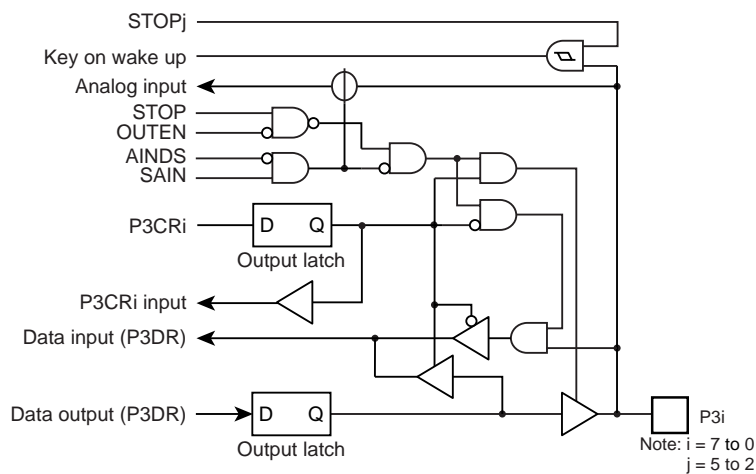 STOPj
Key on wake up
Analog input
STOP
OUTEN
AINDS
SAIN
P3CRi
D Q
Output latch
P3CRi input
Data input (P3DR)
Data output (P3DR)
D Q
Output latch
P3i
Note: i = 7 to 0
j = 5 to 2